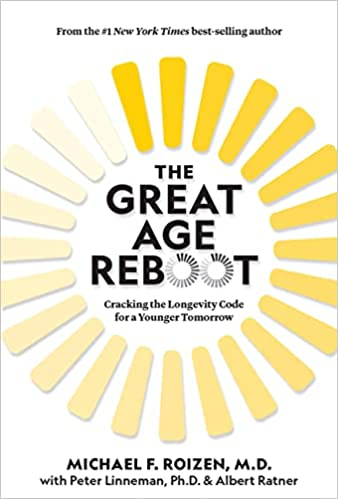 From the #1 New York Times best-selling author
THE
GREAT
AGE
REBOOT
Cracking the Longevity Code
for a Younger Tomorrow
MICHAEL F. ROIZEN, M.D.
with Peter Linneman, Ph.D. & Albert Ratner